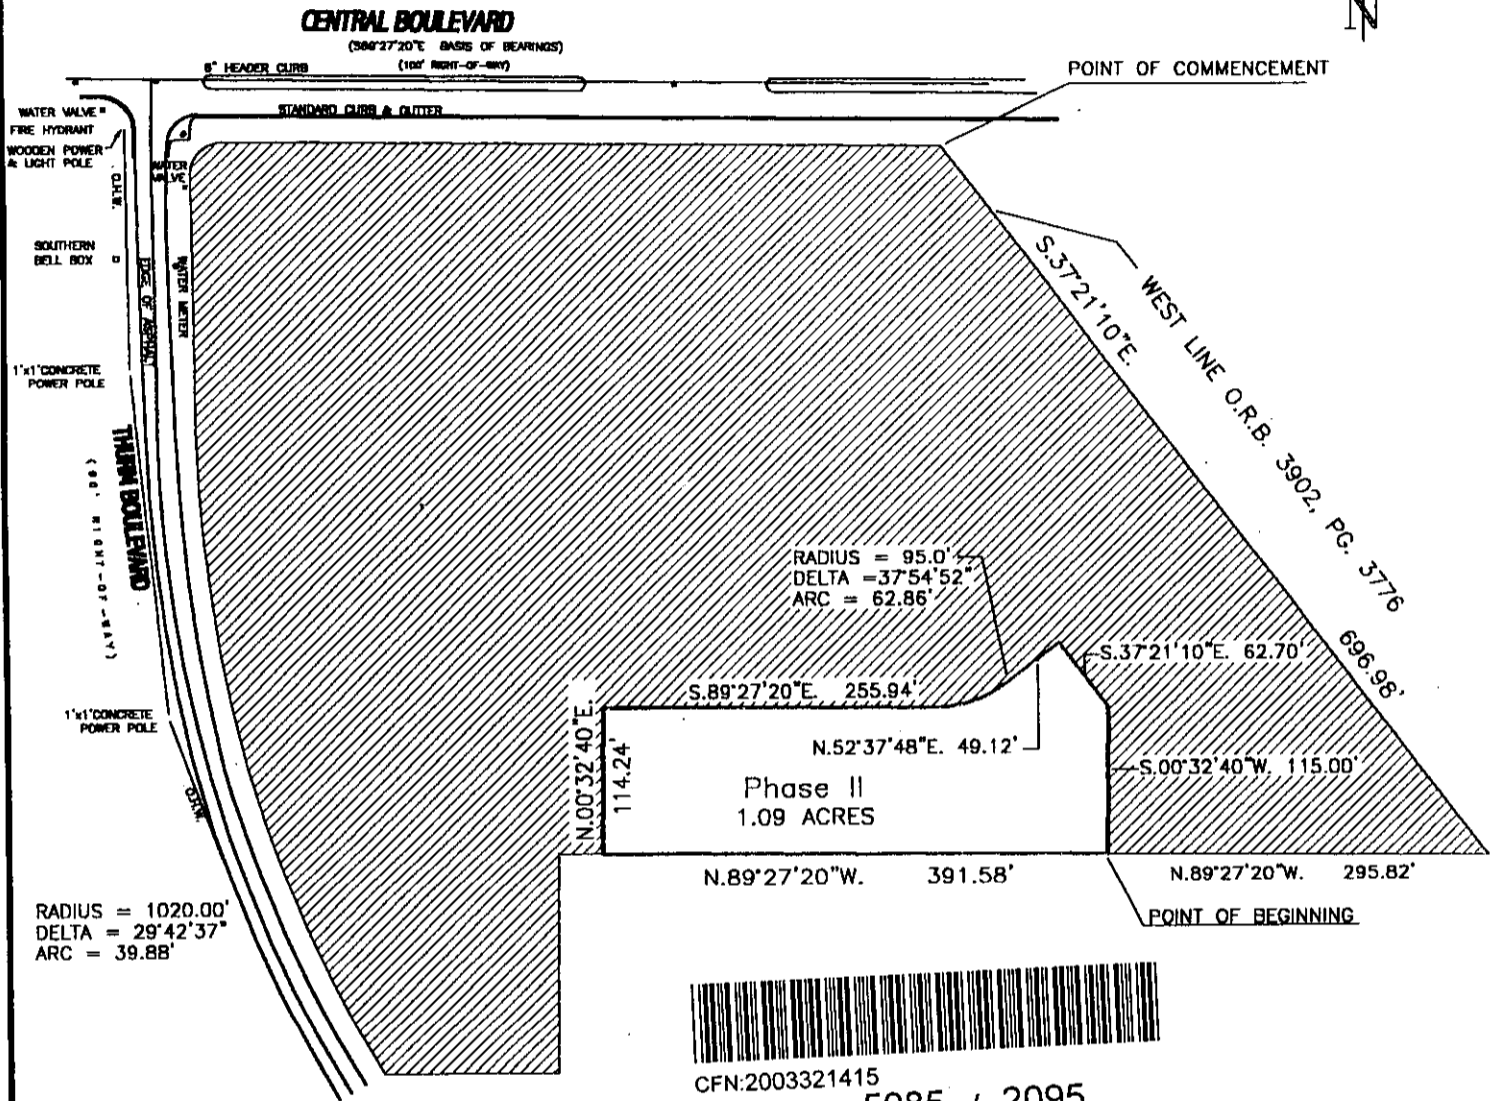 N
CENTRAL BOULEVARD
(S89°27'20"E BASIS OF BEARINGS)
(100' RIGHT-OF-WAY)
6" HEADER CURB
POINT OF COMMENCEMENT
STANDARD CURB & GUTTER
WATER VALVE
FIRE HYDRANT
WOODEN POWER
& LIGHT POLE
WATER
VALVE
O.H.W.
SOUTHERN
BELL BOX
EDGE OF ASPHALT
WATER METER
1'x1'CONCRETE
POWER POLE
S.37°21'10"E.
WEST LINE O.R.B. 3902, PG. 3776
696.98'
RIGHT-OF-WAY)
RADIUS = 95.0'
DELTA =37°54'52"
ARC = 62.86'
S.37°21'10"E. 62.70'
S.89°27'20"E. 255.94'
1'x1'CONCRETE
POWER POLE
N.52°37'48"E. 49.12'
N.00°32'40"E.
114.24'
S.00°32'40"W. 115.00'
Phase II
1.09 ACRES
N.89°27'20"W. 391.58'
N.89°27'20"W. 295.82'
POINT OF BEGINNING
RADIUS = 1020.00'
DELTA = 29°42'37"
ARC = 39.88'
CFN:2003321415
5085 / 2095